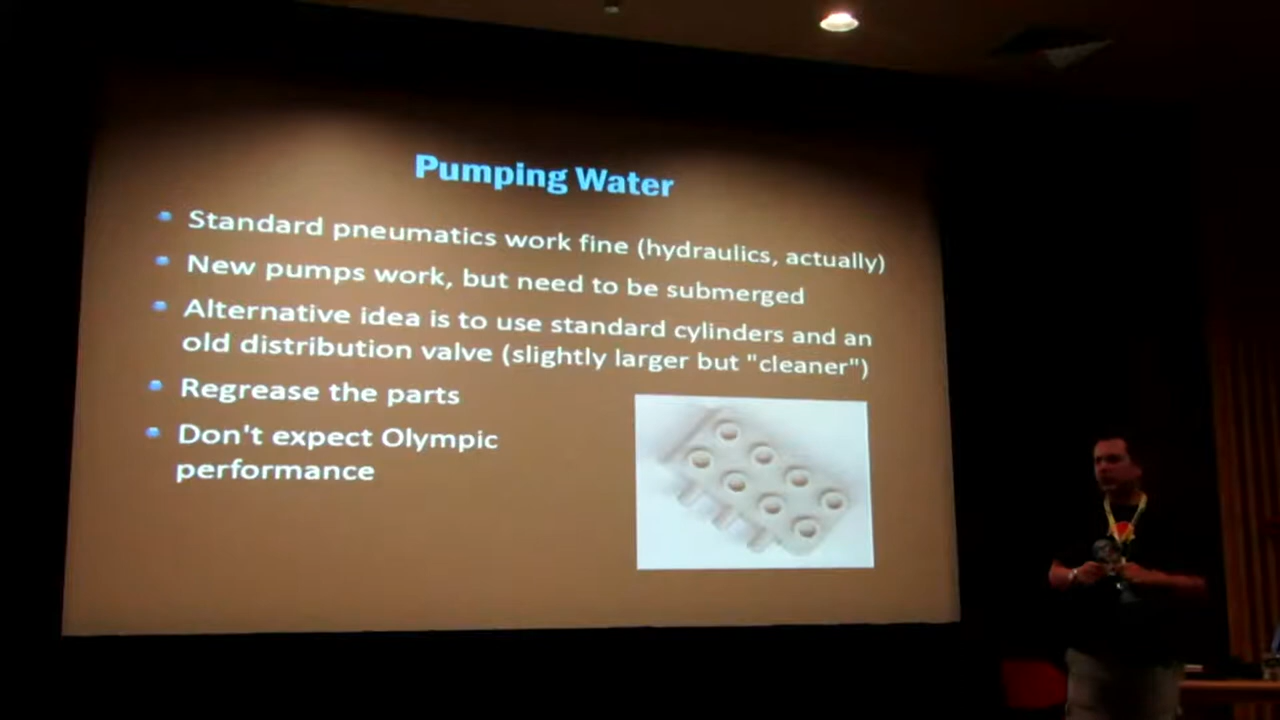 Pumping Water
Standard pneumatics work fine (hydraulics, actually)
New pumps work, but need to be submerged
Alternative idea is to use standard cylinders and an
old distribution valve (slightly larger but "cleaner")
Regrease the parts
Don't expect Olympic
performance